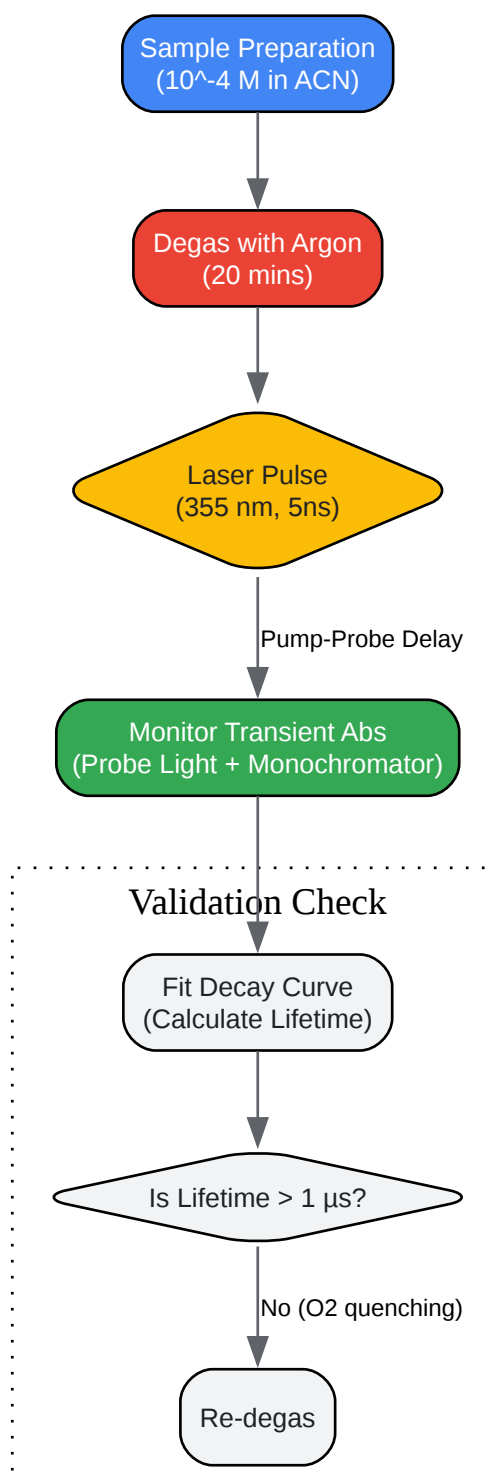 Sample Preparation
(10^-4 M in ACN)
Degas with Argon
(20 mins)
Laser Pulse
(355 nm, 5ns)
Pump-Probe Delay
Monitor Transient Abs
(Probe Light + Monochromator)
Validation Check
Fit Decay Curve
(Calculate Lifetime)
Is Lifetime > 1 µs?
No (O2 quenching)
Re-degas